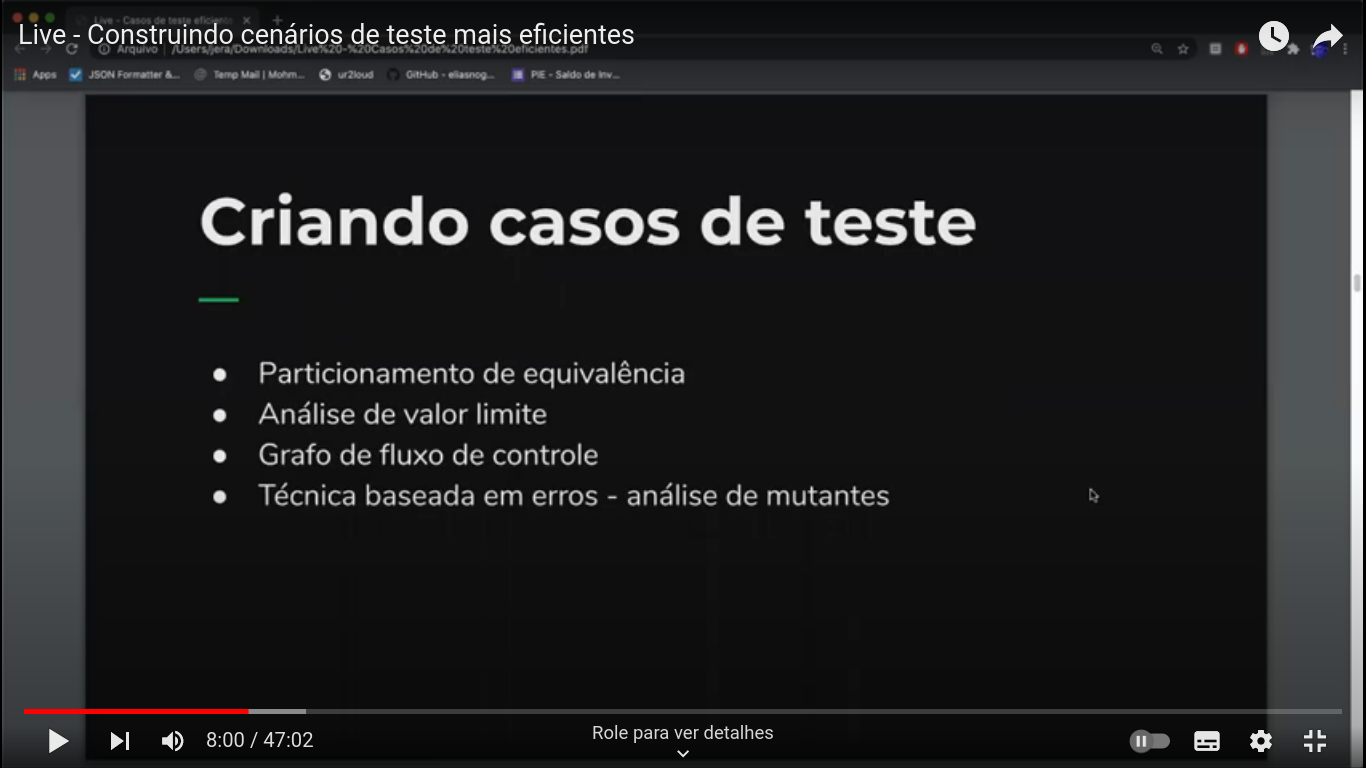 Live - Casos de teste eficiente
Live - Construindo cenários de teste mais eficientes
Arquivo | /Users/jera/Downloads/Live%20-%20Casos%20de%20teste%20eficientes.pdf
Apps JSON Formatter &... Temp Mail | Mohm... ur2loud GitHub - eliasnog... PIE - Saldo de Inv...
Criando casos de teste
● Particionamento de equivalência
● Análise de valor limite
● Grafo de fluxo de controle
● Técnica baseada em erros - análise de mutantes
8:00 / 47:02
Role para ver detalhes